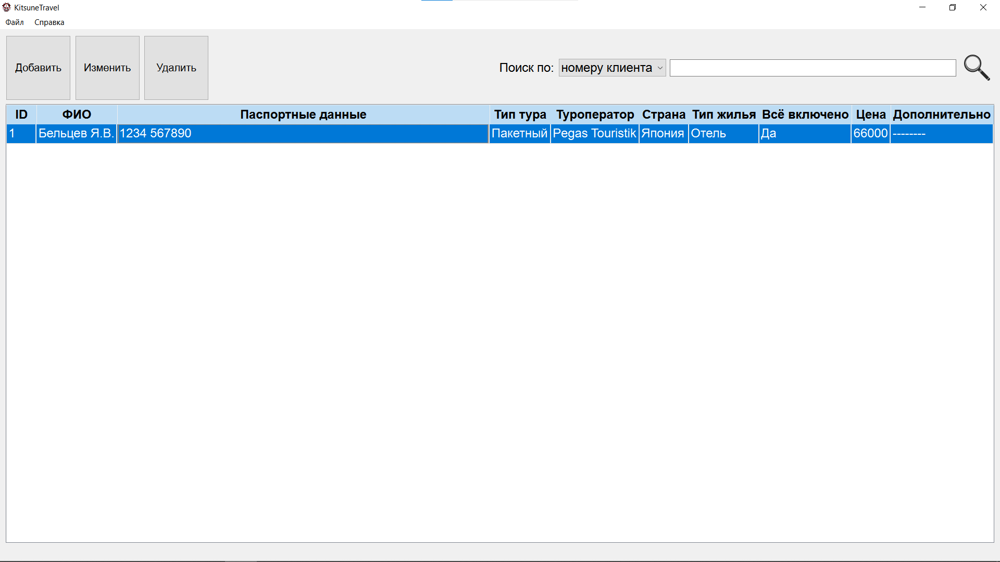 KitsuneTravel
Файл Справка
Добавить Изменить Удалить Поиск по: номеру клиента
ID ФИО Паспортные данные Тип тура Туроператор Страна Тип жилья Всё включено Цена Дополнительно
1 Бельцев Я.В. 1234 567890 Пакетный Pegas Touristik Япония Отель Да 66000 --------